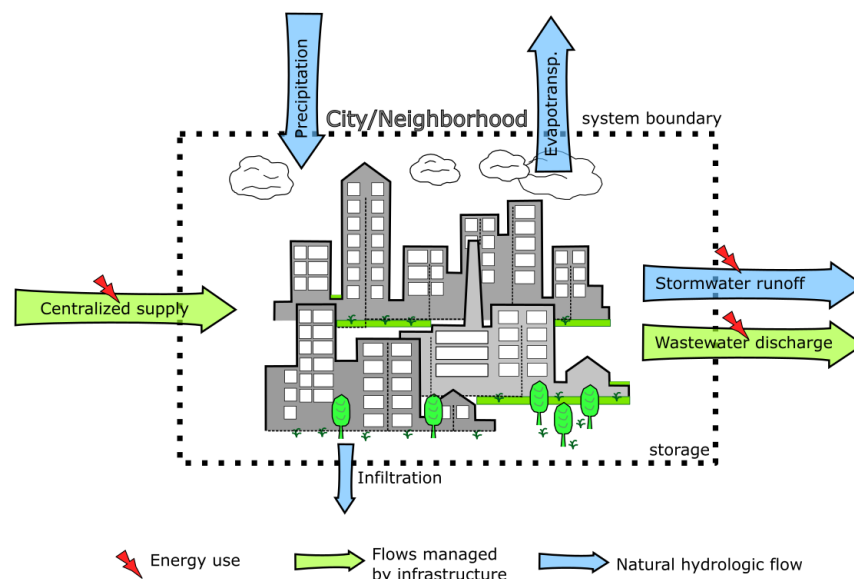 Precipitation
Evapotransp.
City/Neighborhood
system boundary
Centralized supply
Stormwater runoff
Wastewater discharge
storage
Infiltration
Energy use
Flows managed
by infrastructure
Natural hydrologic flow